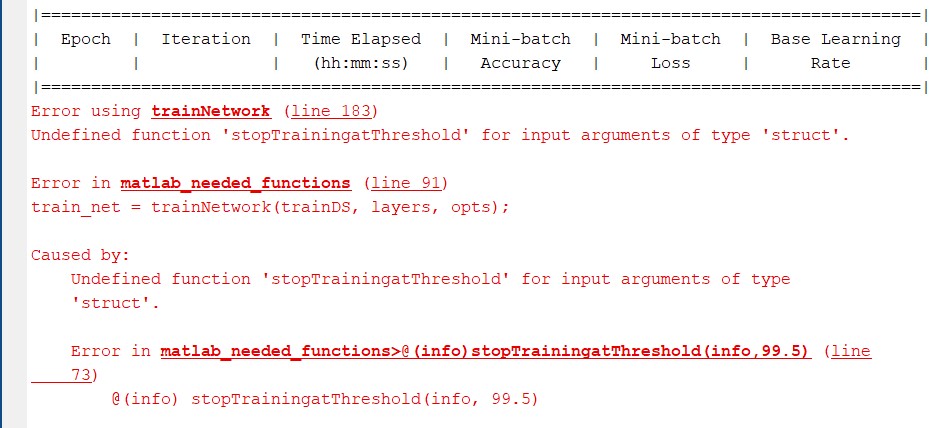 |========================================================================================|
| Epoch | Iteration | Time Elapsed | Mini-batch | Mini-batch | Base Learning |
| | | (hh:mm:ss) | Accuracy | Loss | Rate |
|========================================================================================|
Error using trainNetwork (line 183)
Undefined function 'stopTrainingatThreshold' for input arguments of type 'struct'.
Error in matlab_needed_functions (line 91)
train_net = trainNetwork(trainDS, layers, opts);
Caused by:
Undefined function 'stopTrainingatThreshold' for input arguments of type
'struct'.
Error in matlab_needed_functions>@(info)stopTrainingatThreshold(info,99.5) (line
73)
@(info) stopTrainingatThreshold(info, 99.5)